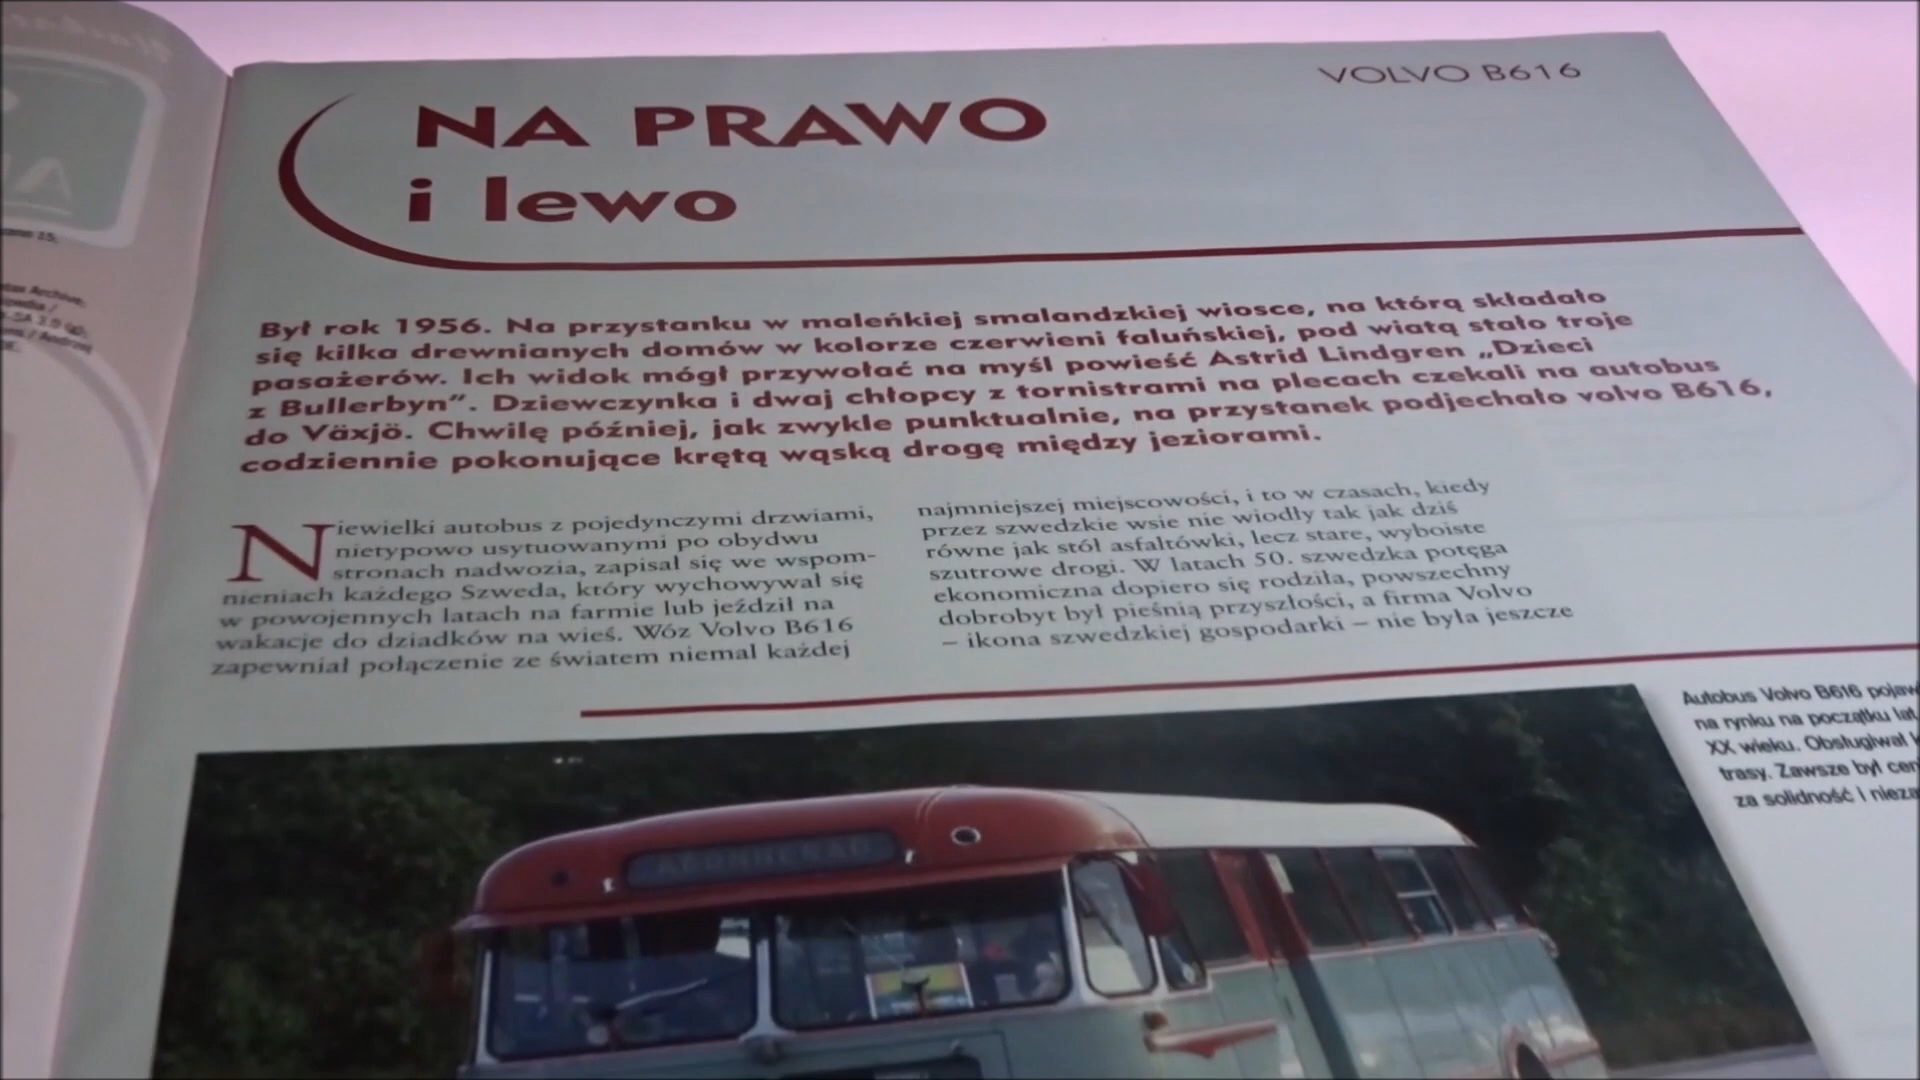 VOLVO B616
NA PRAWO
i lewo
Był rok 1956. Na przystanku w maleńkiej smalandzkiej wiosce, na którą składało
się kilka drewnianych domów w kolorze czerwieni faluńskiej, pod wiatą stało troje
pasażerów. Ich widok mógł przywołać na myśl powieść Astrid Lindgren „Dzieci
z Bullerbyn”. Dziewczynka i dwaj chłopcy z tornistrami na plecach czekali na autobus
do Växjö. Chwilę później, jak zwykle punktualnie, na przystanek podjechało volvo B616,
codziennie pokonujące krętą wąską drogę między jeziorami.
Niewielki autobus z pojedynczymi drzwiami,
nietypowo usytuowanymi po obydwu
stronach nadwozia, zapisał się we wspom-
nieniach każdego Szweda, który wychowywał się
w powojennych latach na farmie lub jeździł na
wakacje do dziadków na wieś. Wóz Volvo B616
zapewniał połączenie ze światem niemal każdej
najmniejszej miejscowości, i to w czasach, kiedy
przez szwedzkie wsie nie wiodły tak jak dziś
równe jak stół asfaltówki, lecz stare, wyboiste
szutrowe drogi. W latach 50. szwedzka potęga
ekonomiczna dopiero się rodziła, powszechny
dobrobyt był pieśnią przyszłości, a firma Volvo
– ikona szwedzkiej gospodarki – nie była jeszcze
Autobus Volvo B616 pojaw
na rynku na początku lat
XX wieku. Obsługiwał
trasy. Zawsze był cen
za solidność i nieza